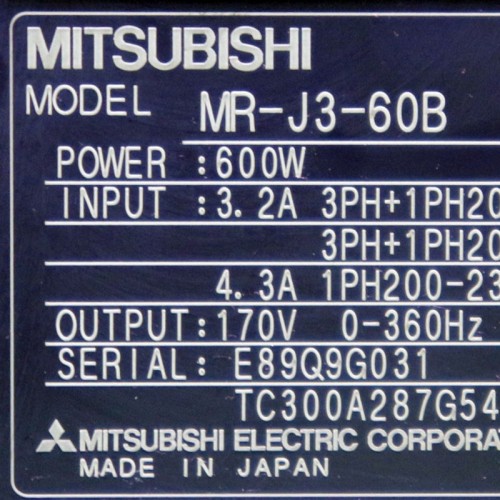 MITSUBISHI
MODEL MR-J3-60B
POWER :600W
INPUT :3.2A 3PH+1PH20
3PH+1PH20
4.3A 1PH200-23
OUTPUT:170V 0-360Hz
SERIAL: E89Q9G031
TC300A287G54
MITSUBISHI ELECTRIC CORPORA
MADE IN JAPAN